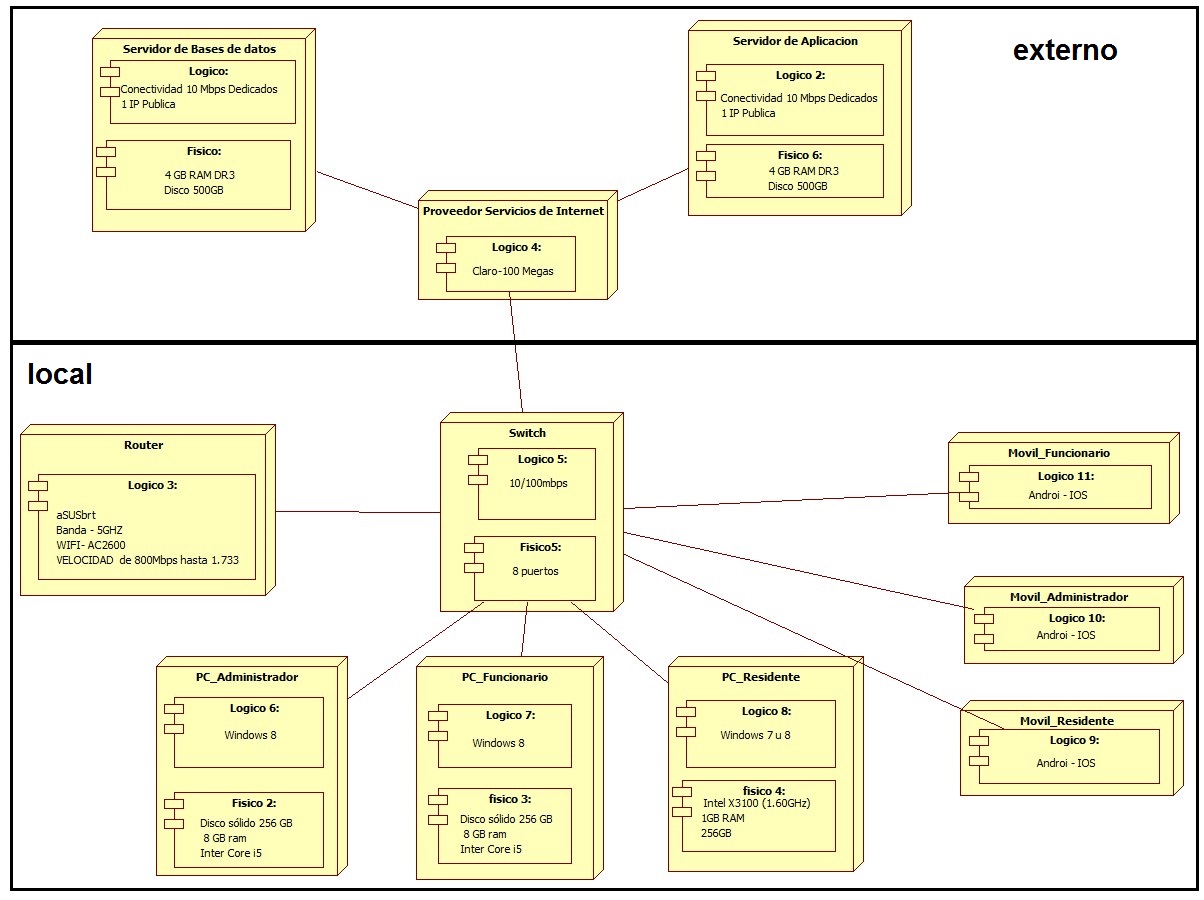 externo
Servidor de Bases de datos
Logico:
Conectividad 10 Mbps Dedicados
1 IP Publica
Fisico:
4 GB RAM DR3
Disco 500GB
Servidor de Aplicacion
Logico 2:
Conectividad 10 Mbps Dedicados
1 IP Publica
Fisico 6:
4 GB RAM DR3
Disco 500GB
Proveedor Servicios de Internet
Logico 4:
Claro-100 Megas
local
Router
Logico 3:
aSUSbrt
Banda - 5GHZ
WIFI- AC2600
VELOCIDAD de 800Mbps hasta 1.733
Switch
Logico 5:
10/100mbps
Fisico5:
8 puertos
Movil_Funcionario
Logico 11:
Androi - IOS
Movil_Administrador
Logico 10:
Androi - IOS
Movil_Residente
Logico 9:
Androi - IOS
PC_Administrador
Logico 6:
Windows 8
Fisico 2:
Disco sólido 256 GB
8 GB ram
Inter Core i5
PC_Funcionario
Logico 7:
Windows 8
fisico 3:
Disco sólido 256 GB
8 GB ram
Inter Core i5
PC_Residente
Logico 8:
Windows 7 u 8
fisico 4:
Intel X3100 (1.60GHz)
1GB RAM
256GB